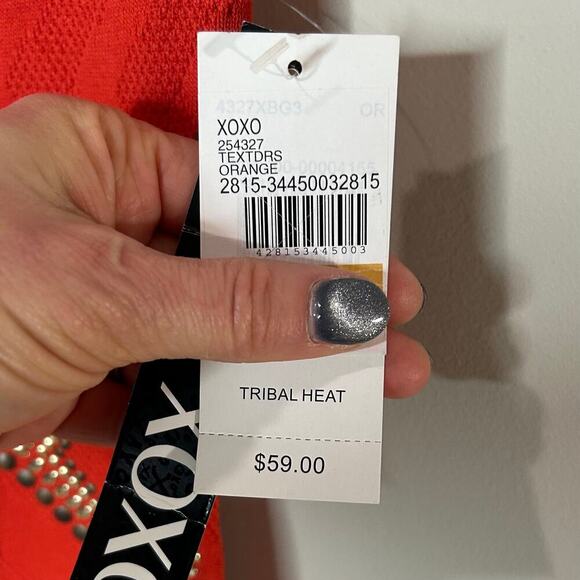 4327XBG3 OR
XOXO
254327
TEXTDRS
ORANGE
2815-34450032815
428153445003
TRIBAL HEAT
$59.00
XOXO